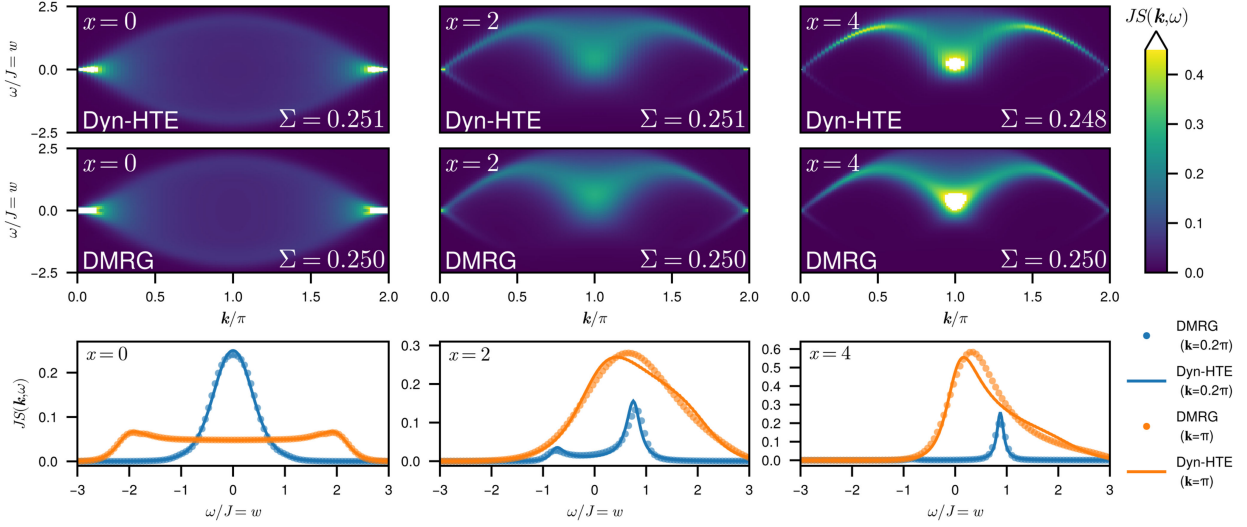 x = 0
x = 2
x = 4
JS(k,ω)
2.5
0.0
−2.5
ω/J = w
Dyn-HTE
Σ = 0.251
Dyn-HTE
Σ = 0.251
Dyn-HTE
Σ = 0.248
0.4
0.3
0.2
0.1
0.0
x = 0
x = 2
x = 4
2.5
0.0
−2.5
ω/J = w
DMRG
Σ = 0.250
DMRG
Σ = 0.250
DMRG
Σ = 0.250
0.0 0.5 1.0 1.5 2.0
0.0 0.5 1.0 1.5 2.0
0.0 0.5 1.0 1.5 2.0
k/π
k/π
k/π
x = 0
x = 2
x = 4
JS(k,ω)
0.2
0.1
0.0
0.3
0.2
0.1
0.0
0.6
0.5
0.4
0.3
0.2
0.1
0.0
−3 −2 −1 0 1 2 3
−3 −2 −1 0 1 2 3
−3 −2 −1 0 1 2 3
ω/J = w
ω/J = w
ω/J = w
DMRG
(k=0.2π)
Dyn-HTE
(k=0.2π)
DMRG
(k=π)
Dyn-HTE
(k=π)